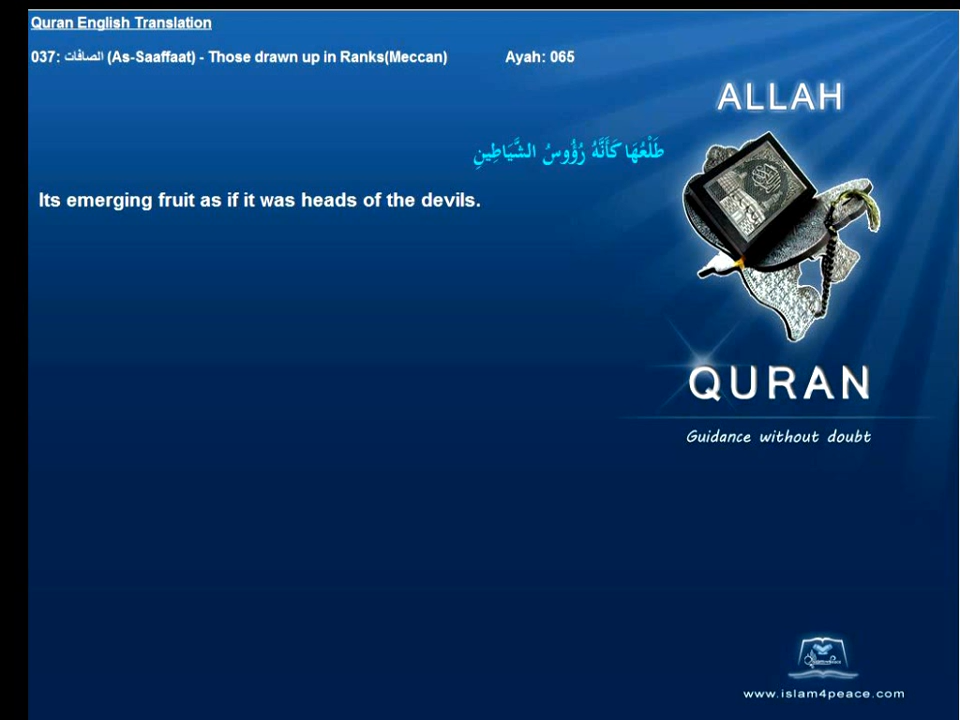 Quran English Translation
037: الصافات (As-Saaffaat) - Those drawn up in Ranks(Meccan) Ayah: 065
ALLAH
طَلْعُهَا كَأَنَّهُ رُؤُوسُ الشَّيَاطِينِ
Its emerging fruit as if it was heads of the devils.
QURAN
Guidance without doubt
www.islam4peace.com